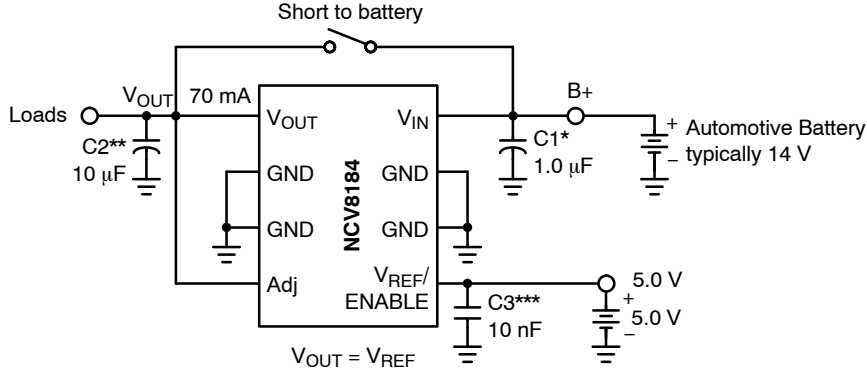 Short to battery
Loads
VOUT
70 mA
B+
C2**
10 μF
VOUT
VIN
GND
GND
GND
GND
NCV8184
Adj
VREF/
ENABLE
C1*
1.0 μF
+
−
Automotive Battery
typically 14 V
C3***
10 nF
5.0 V
+
5.0 V
−
VOUT = VREF